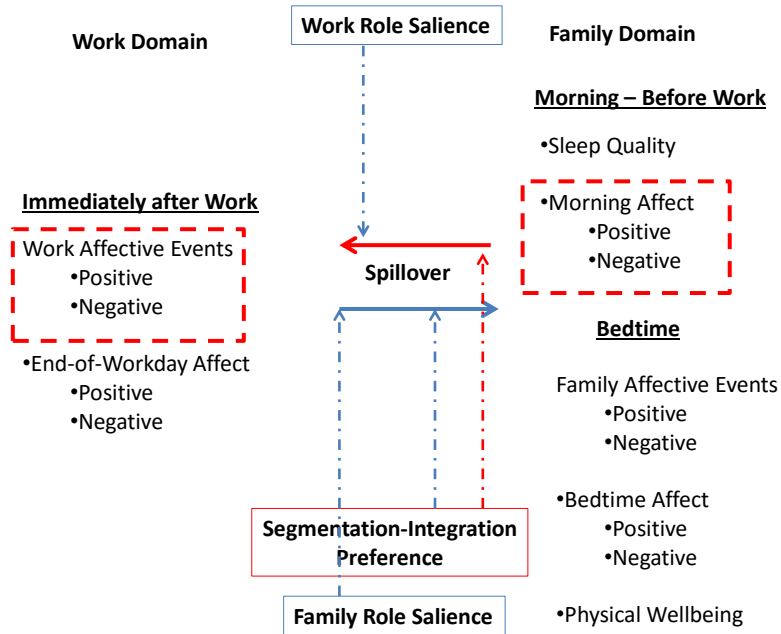 Work Role Salience
Work Domain
Family Domain
Morning – Before Work
•Sleep Quality
Immediately after Work
•Morning Affect
•Positive
•Negative
Work Affective Events
•Positive
•Negative
Spillover
Bedtime
•End-of-Workday Affect
•Positive
•Negative
Family Affective Events
•Positive
•Negative
Segmentation-Integration
Preference
•Bedtime Affect
•Positive
•Negative
Family Role Salience
•Physical Wellbeing